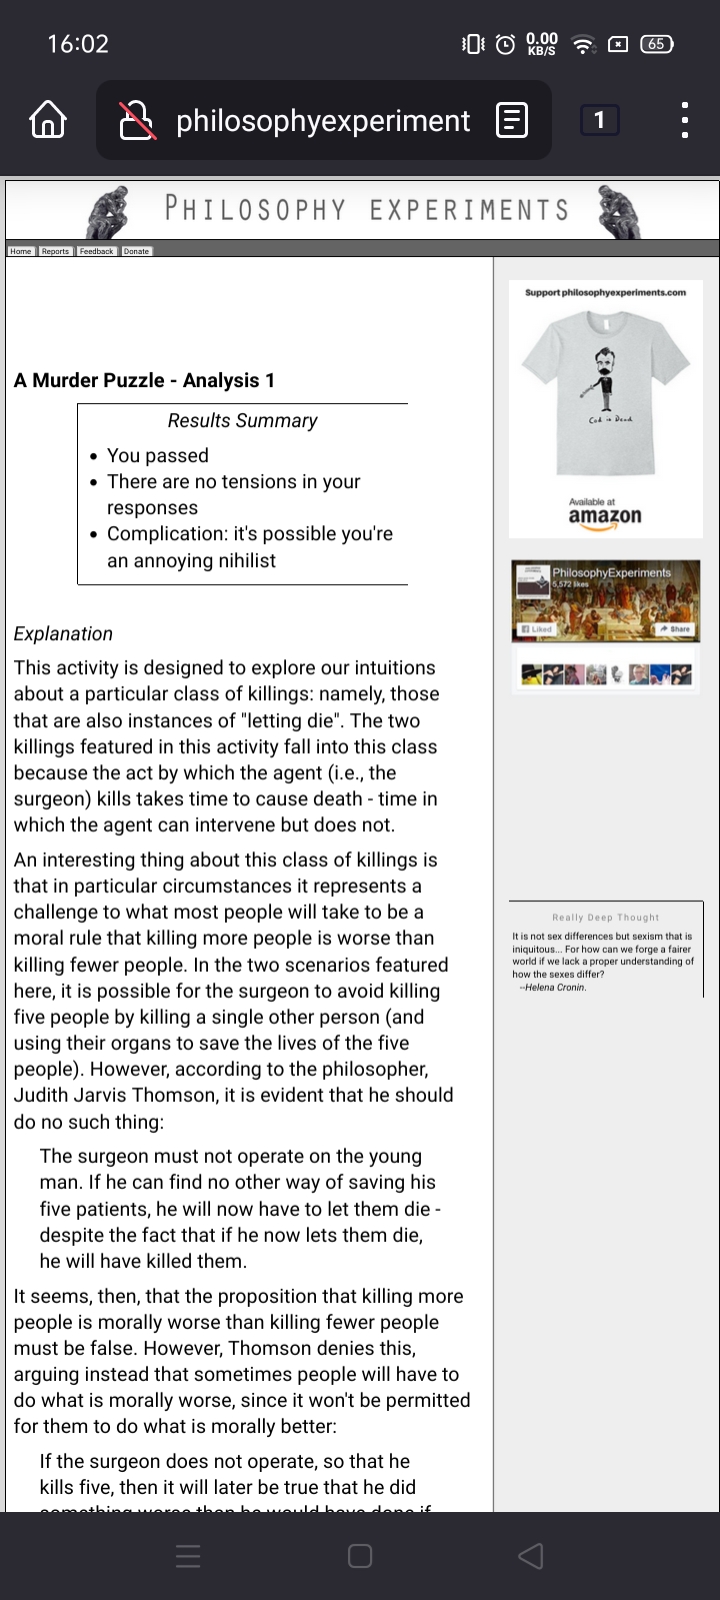 16:02
0.00
KB/S
65
philosophyexperiment
1
PHILOSOPHY EXPERIMENTS
Home Reports Feedback Donate
A Murder Puzzle - Analysis 1
Results Summary
• You passed
• There are no tensions in your
responses
• Complication: it's possible you're
an annoying nihilist
Explanation
This activity is designed to explore our intuitions
about a particular class of killings: namely, those
that are also instances of "letting die". The two
killings featured in this activity fall into this class
because the act by which the agent (i.e., the
surgeon) kills takes time to cause death - time in
which the agent can intervene but does not.
An interesting thing about this class of killings is
that in particular circumstances it represents a
challenge to what most people will take to be a
moral rule that killing more people is worse than
killing fewer people. In the two scenarios featured
here, it is possible for the surgeon to avoid killing
five people by killing a single other person (and
using their organs to save the lives of the five
people). However, according to the philosopher,
Judith Jarvis Thomson, it is evident that he should
do no such thing:
The surgeon must not operate on the young
man. If he can find no other way of saving his
five patients, he will now have to let them die -
despite the fact that if he now lets them die,
he will have killed them.
It seems, then, that the proposition that killing more
people is morally worse than killing fewer people
must be false. However, Thomson denies this,
arguing instead that sometimes people will have to
do what is morally worse, since it won't be permitted
for them to do what is morally better:
If the surgeon does not operate, so that he
kills five, then it will later be true that he did
something worse than he would have done if
Support philosophyexperiments.com
God is Dead
Available at
amazon
PhilosophyExperiments
5,572 likes
Liked
Share
Really Deep Thought
It is not sex differences but sexism that is
iniquitous... For how can we forge a fairer
world if we lack a proper understanding of
how the sexes differ?
--Helena Cronin.